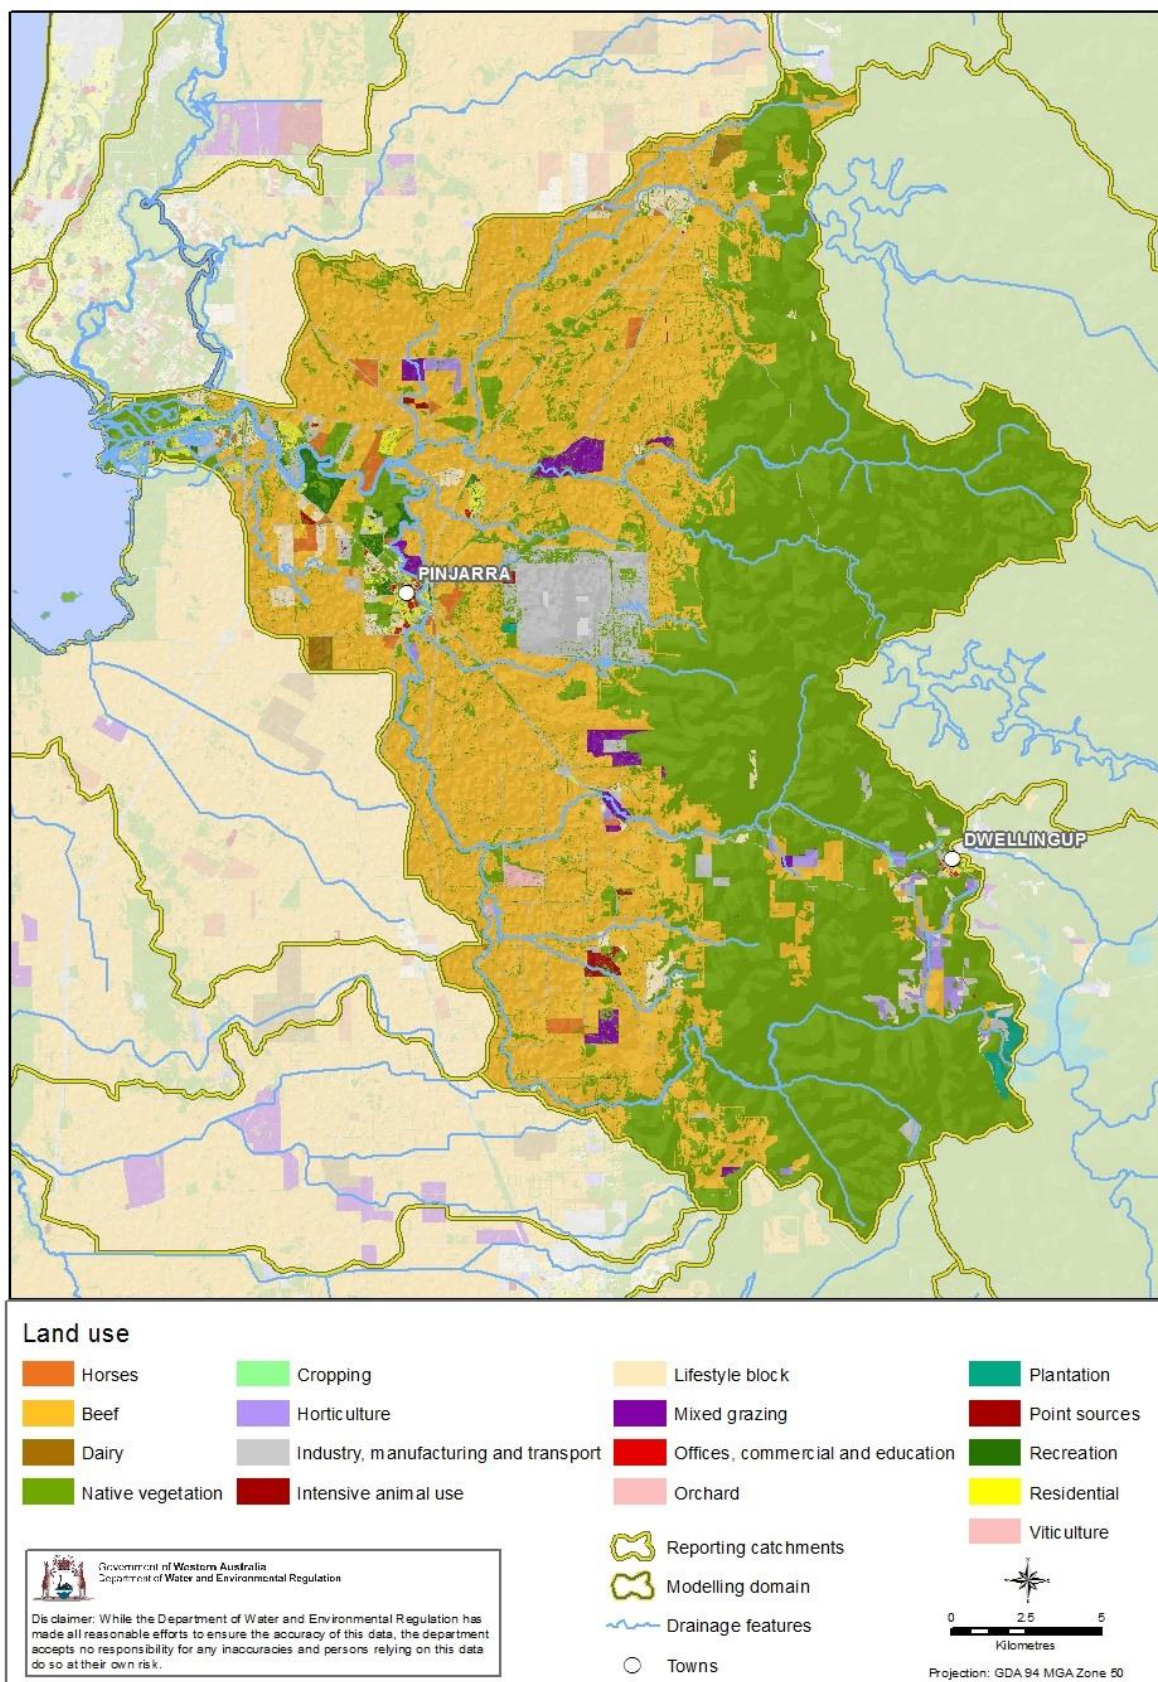 PINJARRA
DWELLINGUP
Land use
Horses
Beef
Dairy
Native vegetation
Cropping
Horticulture
Industry, manufacturing and transport
Intensive animal use
Lifestyle block
Mixed grazing
Offices, commercial and education
Orchard
Plantation
Point sources
Recreation
Residential
Viticulture
Reporting catchments
Modelling domain
Drainage features
Towns
Government of Western Australia
Department of Water and Environmental Regulation
Disclaimer: While the Department of Water and Environmental Regulation has
made all reasonable efforts to ensure the accuracy of this data, the department
accepts no responsibility for any inaccuracies and persons relying on this data
do so at their own risk.
0 2.5 5
Kilometres
Projection: GDA 94 MGA Zone 50